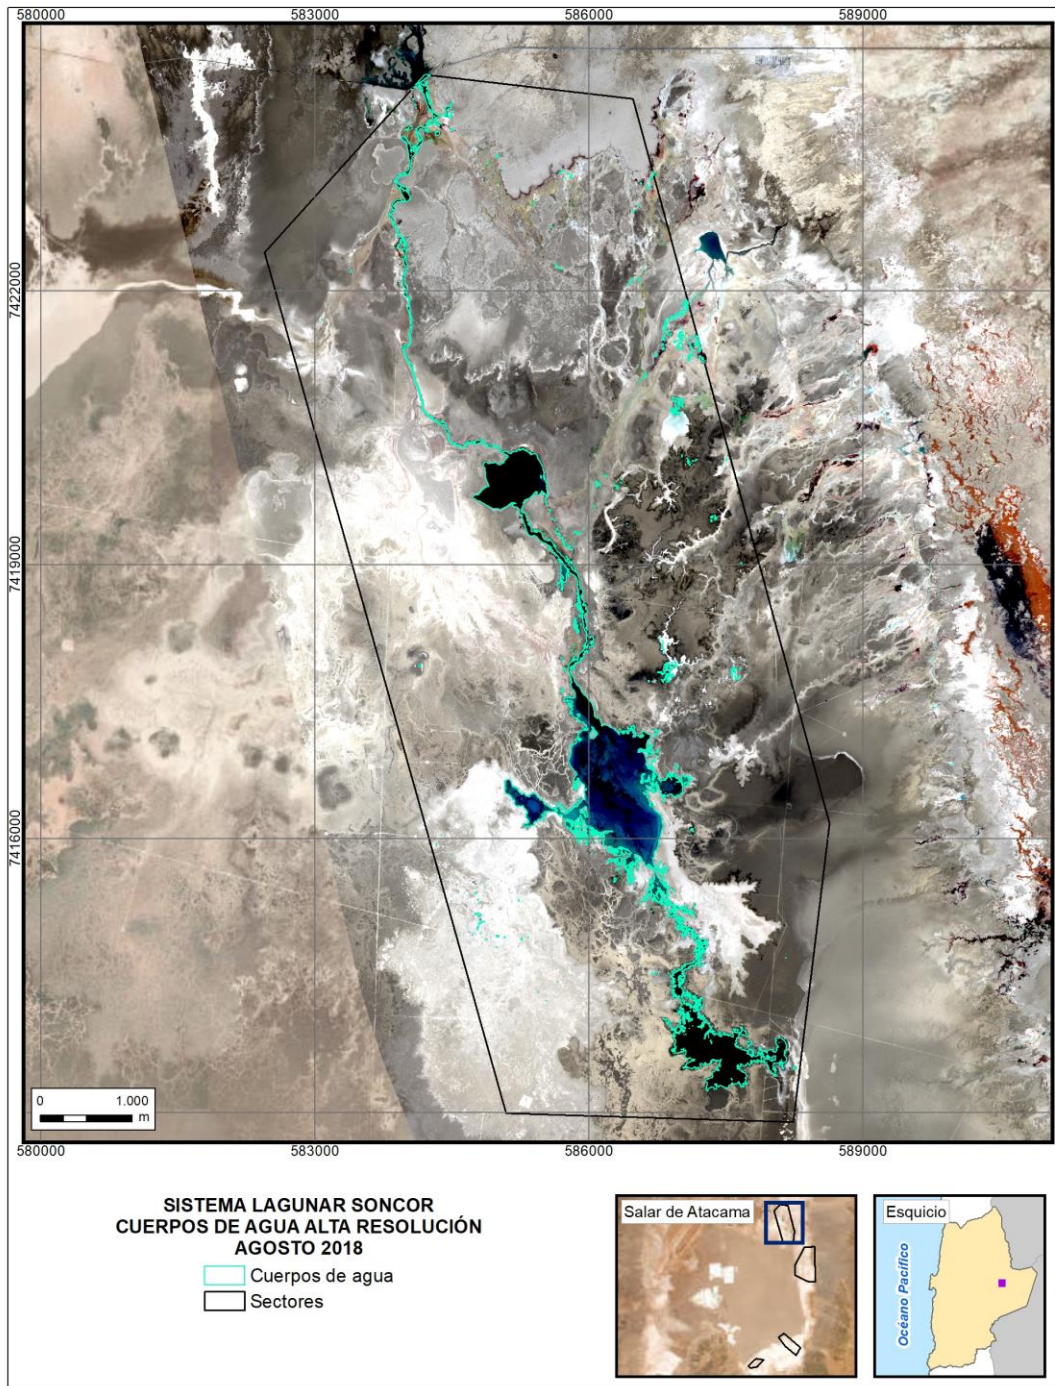 580000 583000 586000 589000
7422000
7419000
7416000
0 1.000
m
580000 583000 586000 589000
SISTEMA LAGUNAR SONCOR
CUERPOS DE AGUA ALTA RESOLUCIÓN
AGOSTO 2018
Cuerpos de agua
Sectores
Salar de Atacama
Esquicio
Océano Pacífico